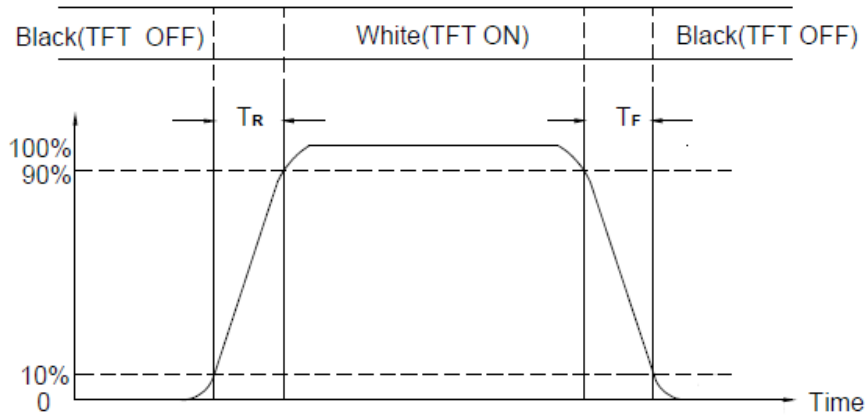 Black(TFT OFF) White(TFT ON) Black(TFT OFF)
TR TF
100%
90%
10%
0 Time